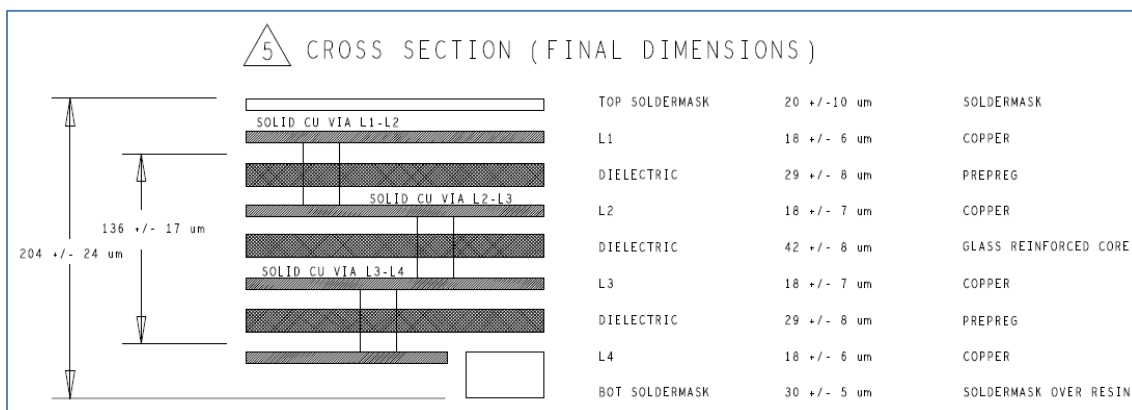 5 CROSS SECTION (FINAL DIMENSIONS)
TOP SOLDERMASK 20 +/-10 um SOLDERMASK
SOLID CU VIA L1-L2
L1 18 +/- 6 um COPPER
DIELECTRIC 29 +/- 8 um PREPREG
SOLID CU VIA L2-L3
L2 18 +/- 7 um COPPER
136 +/- 17 um
DIELECTRIC 42 +/- 8 um GLASS REINFORCED CORE
204 +/- 24 um
SOLID CU VIA L3-L4
L3 18 +/- 7 um COPPER
DIELECTRIC 29 +/- 8 um PREPREG
L4 18 +/- 6 um COPPER
BOT SOLDERMASK 30 +/- 5 um SOLDERMASK OVER RESIN